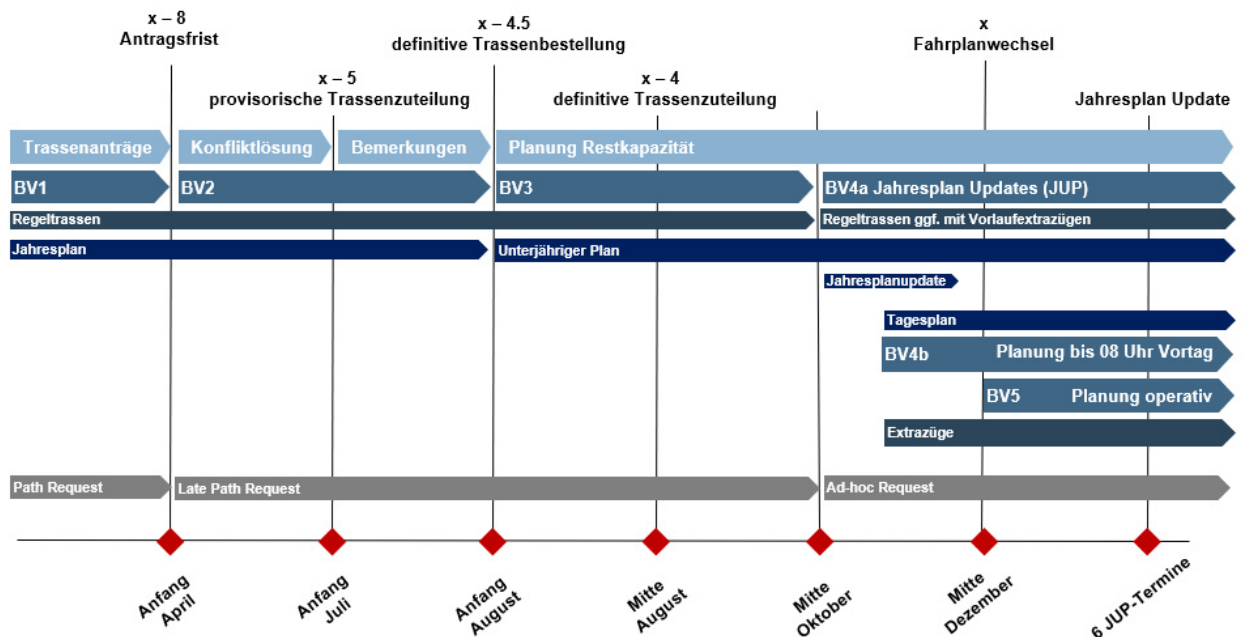 x – 8
Antragsfrist
x – 4.5
definitive Trassenbestellung
x
Fahrplanwechsel
x – 5
provisorische Trassenzuteilung
x – 4
definitive Trassenzuteilung
Jahresplan Update
Trassenanträge
Konfliktlösung
Bemerkungen
Planung Restkapazität
BV1
BV2
BV3
BV4a Jahresplan Updates (JUP)
Regeltrassen
Regeltrassen ggf. mit Vorlaufextrazügen
Jahresplan
Unterjähriger Plan
Jahresplanupdate
Tagesplan
BV4b Planung bis 08 Uhr Vortag
BV5 Planung operativ
Extrazüge
Path Request
Late Path Request
Ad-hoc Request
Anfang
April
Anfang
Juli
Anfang
August
Mitte
August
Mitte
Oktober
Mitte
Dezember
6 JUP-Termine